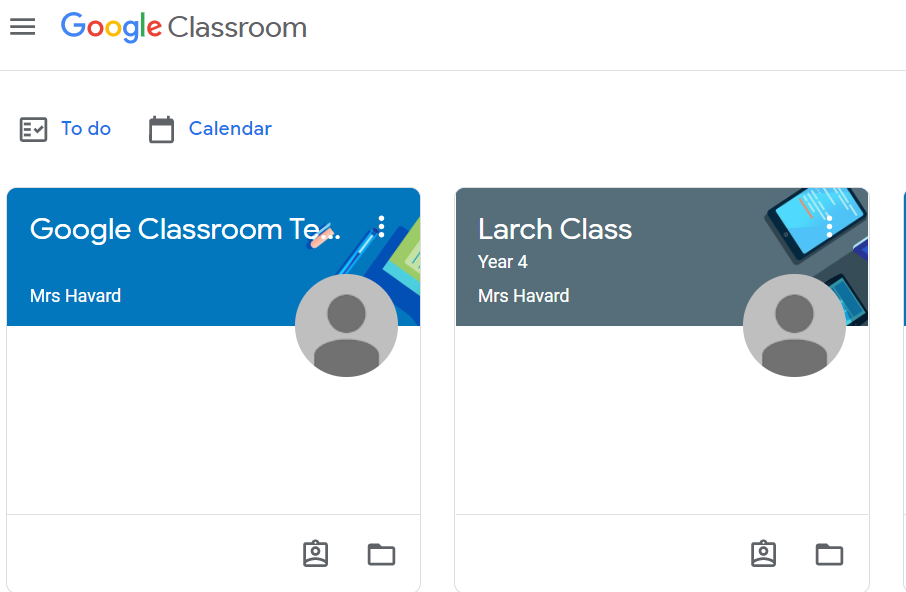 Google Classroom
To do
Calendar
Google Classroom Te...
Mrs Havard
Larch Class
Year 4
Mrs Havard